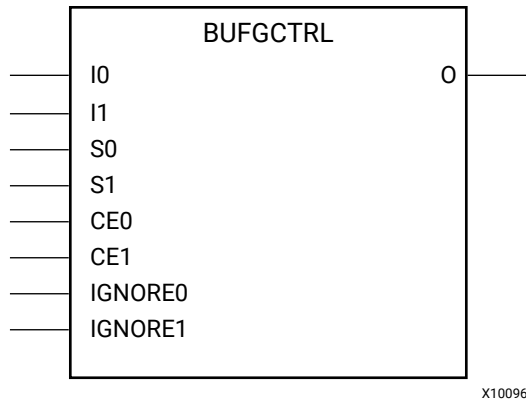 BUFGCTRL
I0 O
I1
S0
S1
CE0
CE1
IGNORE0
IGNORE1
X10096